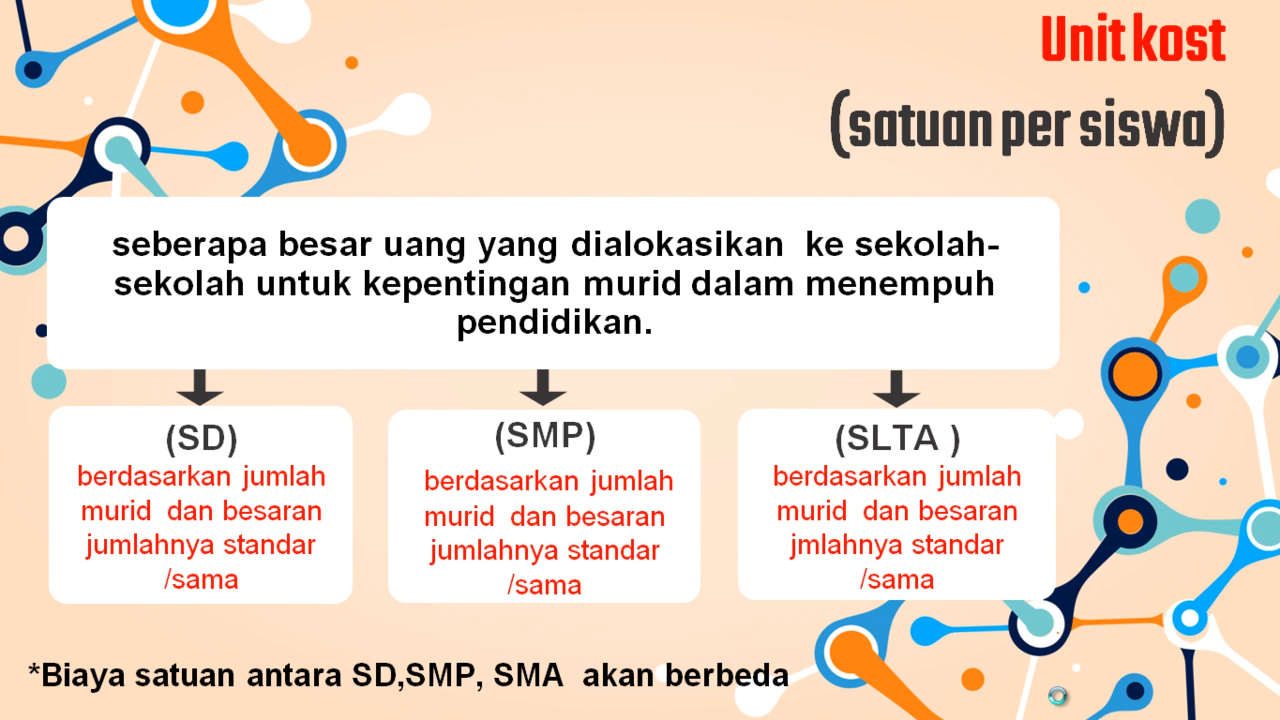 Unit kost
(satuan per siswa)
seberapa besar uang yang dialokasikan ke sekolah-
sekolah untuk kepentingan murid dalam menempuh
pendidikan.
(SD)
berdasarkan jumlah
murid dan besaran
jumlahnya standar
/sama
(SMP)
berdasarkan jumlah
murid dan besaran
jumlahnya standar
/sama
(SLTA )
berdasarkan jumlah
murid dan besaran
jmlahnya standar
/sama
*Biaya satuan antara SD,SMP, SMA akan berbeda